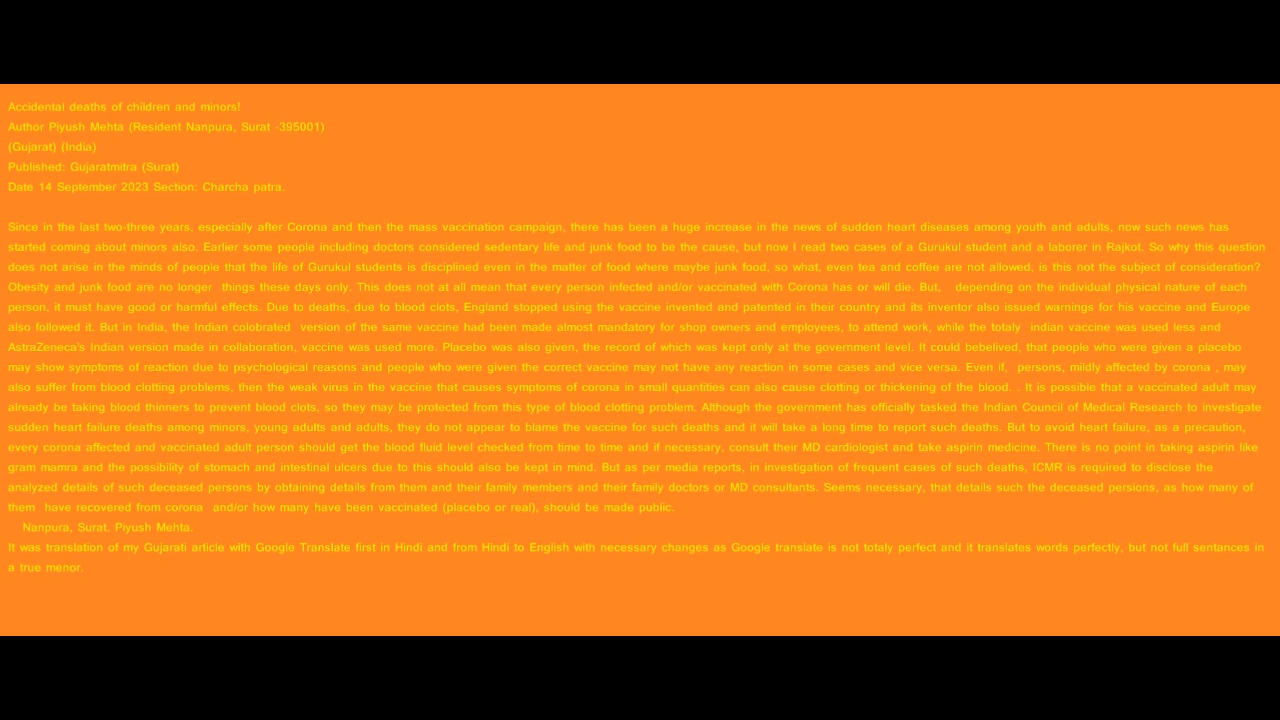 Accidental deaths of children and minors!
Author Piyush Mehta (Resident Nanpura, Surat -395001)
(Gujarat) (India)
Published: Gujaratmitra (Surat)
Date 14 September 2023 Section: Charcha patra.
Since in the last two-three years, especially after Corona and then the mass vaccination campaign, there has been a huge increase in the news of sudden heart diseases among youth and adults, now such news has
started coming about minors also. Earlier some people including doctors considered sedentary life and junk food to be the cause, but now I read two cases of a Gurukul student and a laborer in Rajkot. So why this question
does not arise in the minds of people that the life of Gurukul students is disciplined even in the matter of food where maybe junk food, so what, even tea and coffee are not allowed, is this not the subject of consideration?
Obesity and junk food are no longer things these days only. This does not at all mean that every person infected and/or vaccinated with Corona has or will die. But, depending on the individual physical nature of each
person, it must have good or harmful effects. Due to deaths, due to blood clots, England stopped using the vaccine invented and patented in their country and its inventor also issued warnings for his vaccine and Europe
also followed it. But in India, the Indian colobrated version of the same vaccine had been made almost mandatory for shop owners and employees, to attend work, while the totaly indian vaccine was used less and
AstraZeneca's Indian version made in collaboration, vaccine was used more. Placebo was also given, the record of which was kept only at the government level. It could bebelived, that people who were given a placebo
may show symptoms of reaction due to psychological reasons and people who were given the correct vaccine may not have any reaction in some cases and vice versa. Even if, persons, mildly affected by corona , may
also suffer from blood clotting problems, then the weak virus in the vaccine that causes symptoms of corona in small quantities can also cause clotting or thickening of the blood. . It is possible that a vaccinated adult may
already be taking blood thinners to prevent blood clots, so they may be protected from this type of blood clotting problem. Although the government has officially tasked the Indian Council of Medical Research to investigate
sudden heart failure deaths among minors, young adults and adults, they do not appear to blame the vaccine for such deaths and it will take a long time to report such deaths. But to avoid heart failure, as a precaution,
every corona affected and vaccinated adult person should get the blood fluid level checked from time to time and if necessary, consult their MD cardiologist and take aspirin medicine. There is no point in taking aspirin like
gram mamra and the possibility of stomach and intestinal ulcers due to this should also be kept in mind. But as per media reports, in investigation of frequent cases of such deaths, ICMR is required to disclose the
analyzed details of such deceased persons by obtaining details from them and their family members and their family doctors or MD consultants. Seems necessary, that details such the deceased persions, as how many of
them have recovered from corona and/or how many have been vaccinated (placebo or real), should be made public.
Nanpura, Surat. Piyush Mehta.
It was translation of my Gujarati article with Google Translate first in Hindi and from Hindi to English with necessary changes as Google translate is not totaly perfect and it translates words perfectly, but not full sentances in
a true menor.